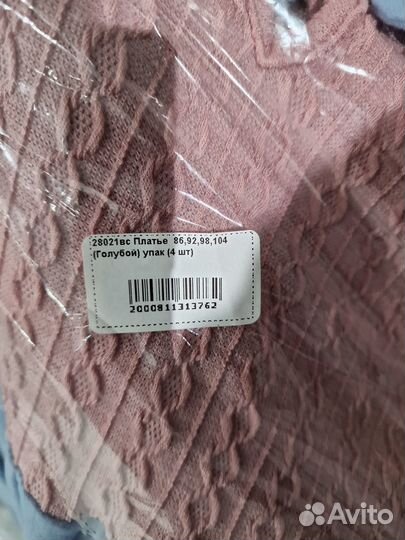 28021вс Платье 86,92,98,104
(Голубой) упак (4 шт)
2000811313762
Avito